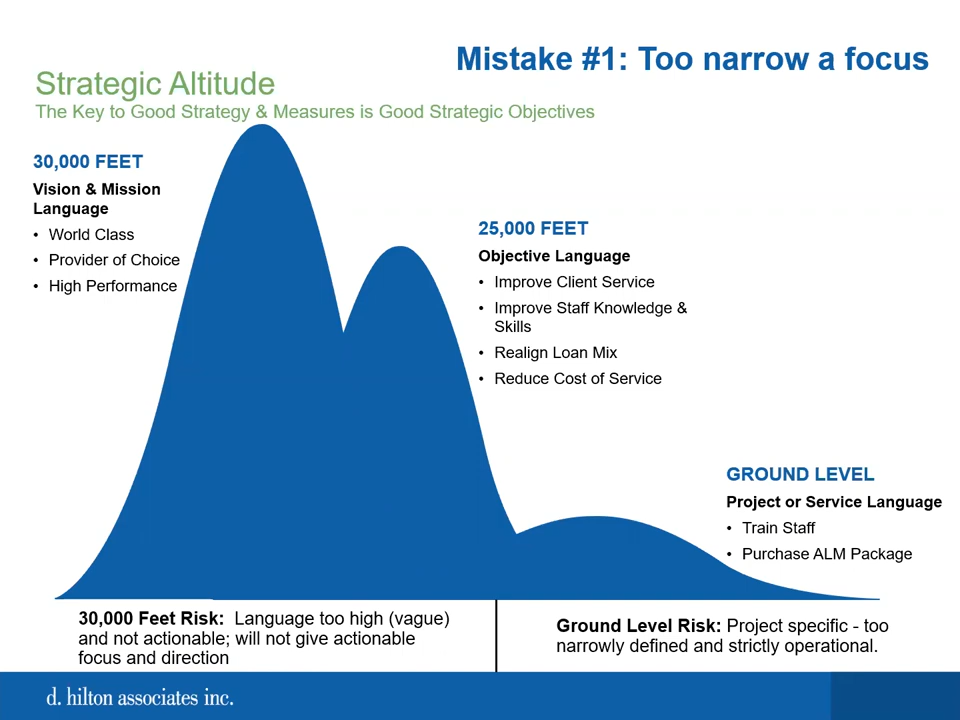 Mistake #1: Too narrow a focus
Strategic Altitude
The Key to Good Strategy & Measures is Good Strategic Objectives
30,000 FEET
Vision & Mission
Language
• World Class
• Provider of Choice
• High Performance
25,000 FEET
Objective Language
• Improve Client Service
• Improve Staff Knowledge &
Skills
• Realign Loan Mix
• Reduce Cost of Service
GROUND LEVEL
Project or Service Language
• Train Staff
• Purchase ALM Package
30,000 Feet Risk: Language too high (vague)
and not actionable; will not give actionable
focus and direction
Ground Level Risk: Project specific - too
narrowly defined and strictly operational.
d. hilton associates inc.